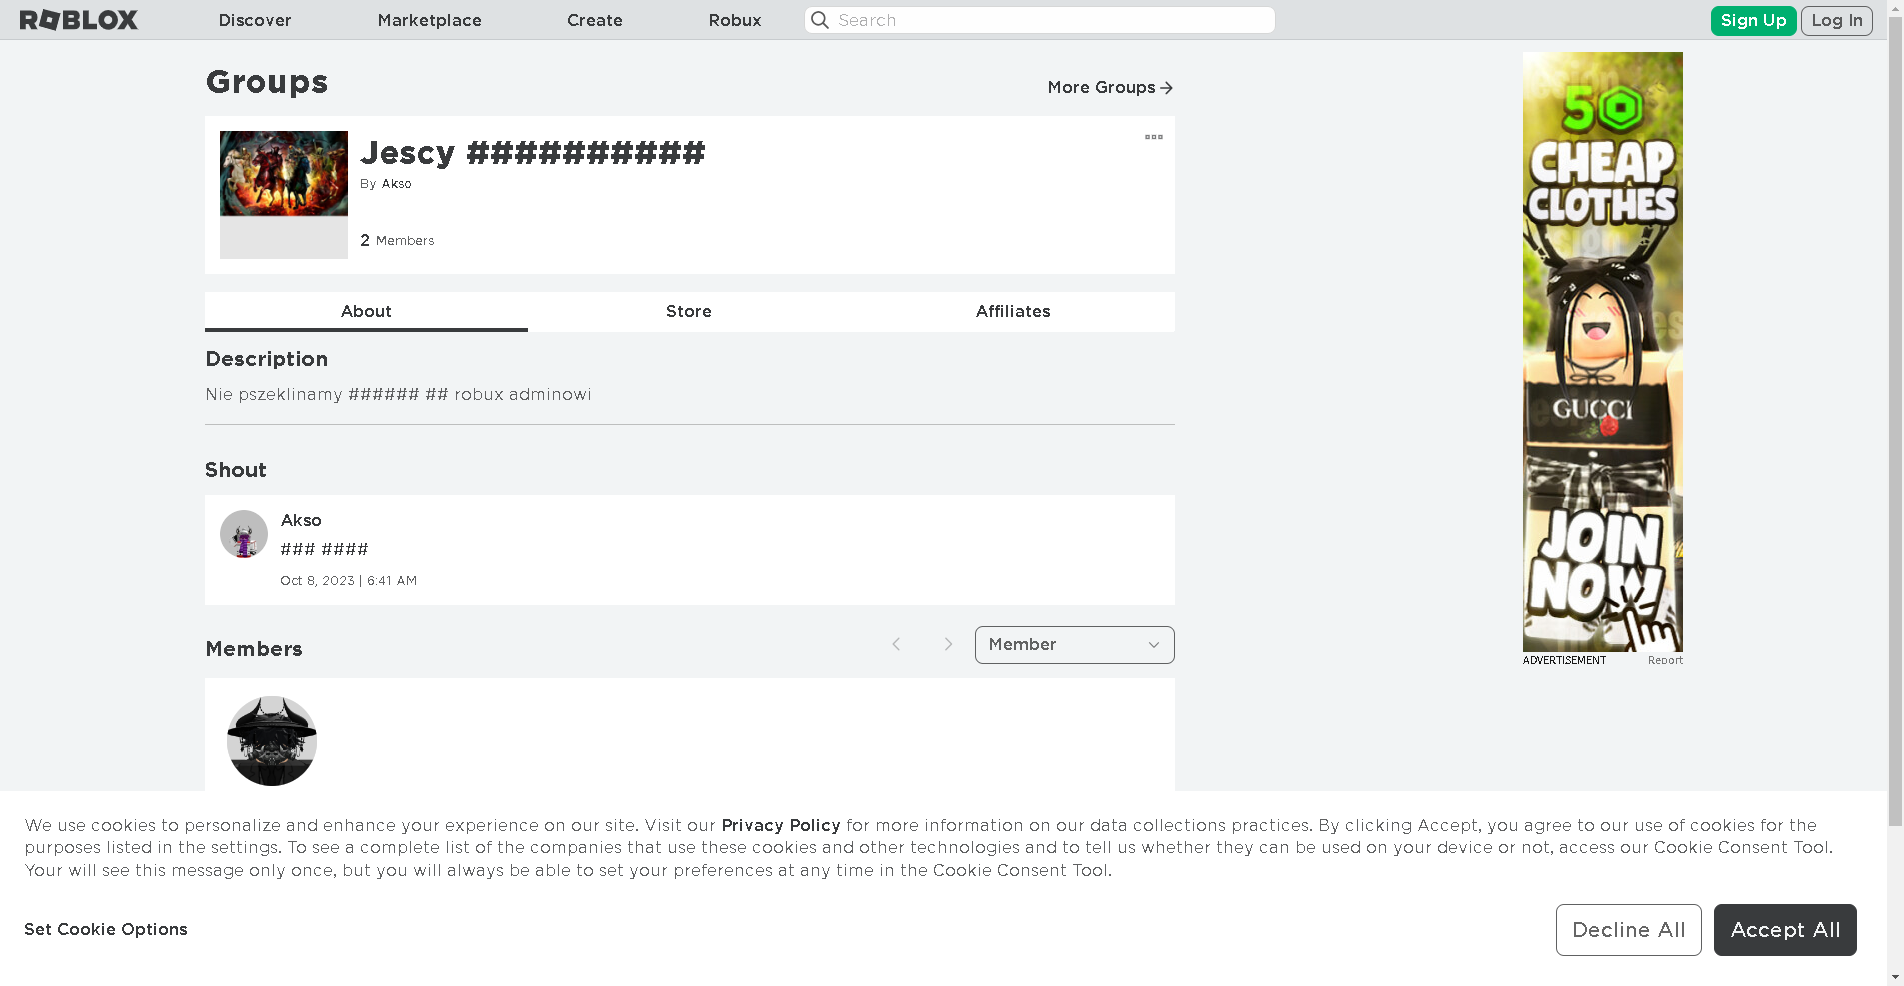 ROBLOX Discover Marketplace Create Robux Search Sign Up Log In
Groups
More Groups
Jescy ##########
By Akso
2 Members
About Store Affiliates
Description
Nie pszeklinamy ###### ## robux adminowi
Shout
Akso
### ####
Oct 8, 2023 | 6:41 AM
Members
Member
50
CHEAP
CLOTHES
GUCCI
JOIN
NOW
ADVERTISEMENT Report
We use cookies to personalize and enhance your experience on our site. Visit our Privacy Policy for more information on our data collections practices. By clicking Accept, you agree to our use of cookies for the
purposes listed in the settings. To see a complete list of the companies that use these cookies and other technologies and to tell us whether they can be used on your device or not, access our Cookie Consent Tool.
Your will see this message only once, but you will always be able to set your preferences at any time in the Cookie Consent Tool.
Set Cookie Options
Decline All
Accept All